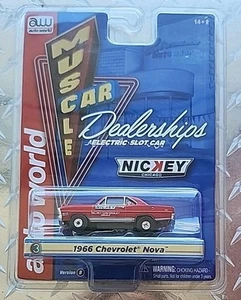 aw
auto world
14+
MUSCLE
CAR
Dealerships
ELECTRIC SLOT CAR
NICKEY
CHICAGO
auto world
3
1966 Chevrolet Nova
Version B
DANGER: